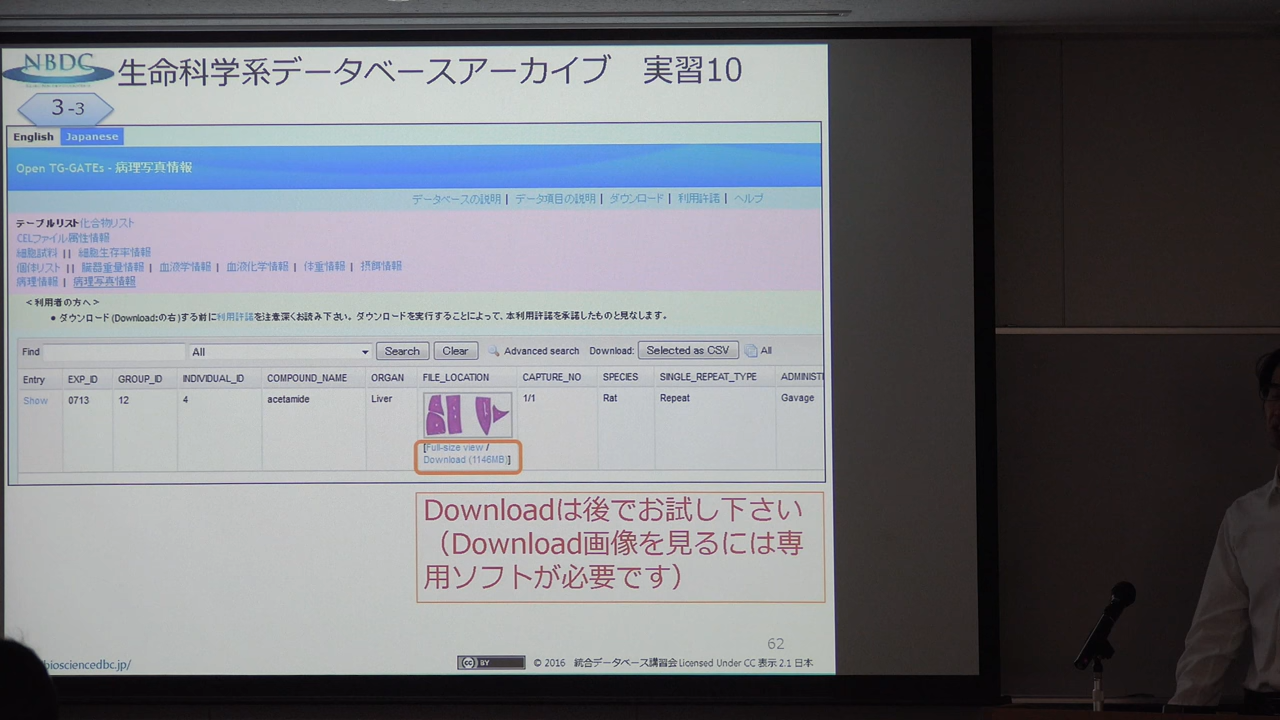 NBDC
生命科学系データベースアーカイブ　実習10
3-3
English Japanese
Open TG-GATEs - 病理写真情報
データベースの説明 | データ項目の説明 | ダウンロード | 利用許諾 | ヘルプ
テーブルリスト化合物リスト
CELファイル属性情報
細胞試料 || 細胞生存率情報
個体リスト || 臓器重量情報 | 血液学情報 | 血液化学情報 | 体重情報 | 摂餌情報
病理情報 | 病理写真情報
<利用者の方へ>
• ダウンロード(Download:の右)する前に利用許諾を注意深くお読み下さい。ダウンロードを実行することによって、本利用許諾を承諾したものと見なします。
Find All Search Clear Advanced search Download: Selected as CSV All
Entry EXP_ID GROUP_ID INDIVIDUAL_ID COMPOUND_NAME ORGAN FILE_LOCATION CAPTURE_NO SPECIES SINGLE_REPEAT_TYPE ADMINISTI
Show 0713 12 4 acetamide Liver 1/1 Rat Repeat Gavage
[Full-size view /
Download (1146MB)]
Downloadは後でお試し下さい
（Download画像を見るには専
用ソフトが必要です）
62
biosciencedbc.jp/
cc BY © 2016 統合データベース講習会 Licensed Under CC 表示 2.1 日本